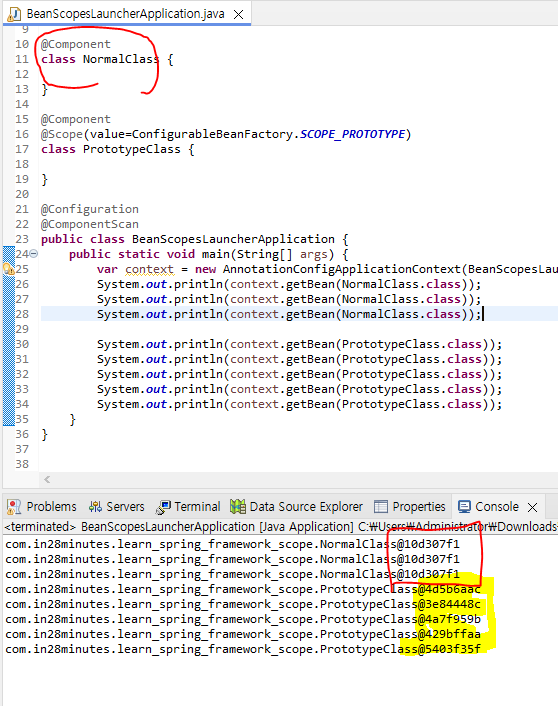 BeanScopesLauncherApplication.java
9
10 @Component
11 class NormalClass {
12
13 }
14
15 @Component
16 @Scope(value=ConfigurableBeanFactory.SCOPE_PROTOTYPE)
17 class PrototypeClass {
18
19 }
20
21 @Configuration
22 @ComponentScan
23 public class BeanScopesLauncherApplication {
24 public static void main(String[] args) {
25 var context = new AnnotationConfigApplicationContext(BeanScopesLau
26 System.out.println(context.getBean(NormalClass.class));
27 System.out.println(context.getBean(NormalClass.class));
28 System.out.println(context.getBean(NormalClass.class));
29
30 System.out.println(context.getBean(PrototypeClass.class));
31 System.out.println(context.getBean(PrototypeClass.class));
32 System.out.println(context.getBean(PrototypeClass.class));
33 System.out.println(context.getBean(PrototypeClass.class));
34 System.out.println(context.getBean(PrototypeClass.class));
35 }
36 }
37
38
Problems Servers Terminal Data Source Explorer Properties Console
<terminated> BeanScopesLauncherApplication [Java Application] C:₩Users₩Administrator₩Downloads
com.in28minutes.learn_spring_framework_scope.NormalClass@10d307f1
com.in28minutes.learn_spring_framework_scope.NormalClass@10d307f1
com.in28minutes.learn_spring_framework_scope.NormalClass@10d307f1
com.in28minutes.learn_spring_framework_scope.PrototypeClass@4d5b6aac
com.in28minutes.learn_spring_framework_scope.PrototypeClass@3e84448c
com.in28minutes.learn_spring_framework_scope.PrototypeClass@4a7f959b
com.in28minutes.learn_spring_framework_scope.PrototypeClass@429bffaa
com.in28minutes.learn_spring_framework_scope.PrototypeClass@5403f35f